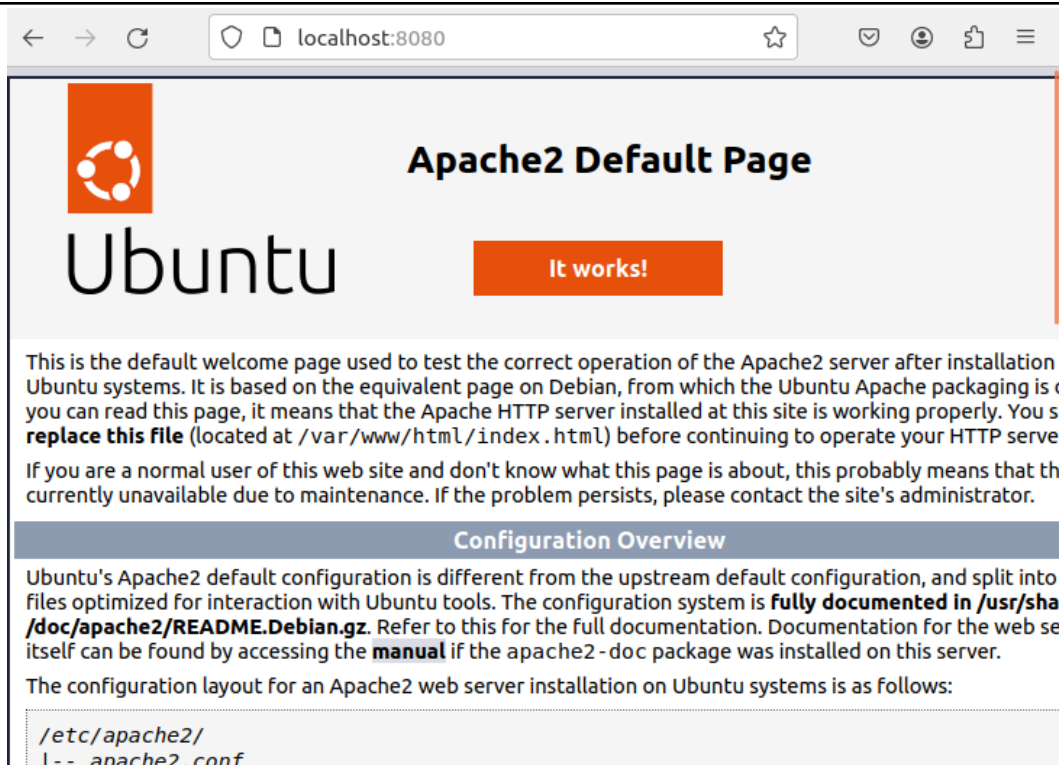 localhost:8080
Apache2 Default Page
Ubuntu
It works!
This is the default welcome page used to test the correct operation of the Apache2 server after installation
Ubuntu systems. It is based on the equivalent page on Debian, from which the Ubuntu Apache packaging is
you can read this page, it means that the Apache HTTP server installed at this site is working properly. You
replace this file (located at /var/www/html/index.html) before continuing to operate your HTTP serve
If you are a normal user of this web site and don't know what this page is about, this probably means that th
currently unavailable due to maintenance. If the problem persists, please contact the site's administrator.
Configuration Overview
Ubuntu's Apache2 default configuration is different from the upstream default configuration, and split into
files optimized for interaction with Ubuntu tools. The configuration system is fully documented in /usr/sha
/doc/apache2/README.Debian.gz. Refer to this for the full documentation. Documentation for the web se
itself can be found by accessing the manual if the apache2-doc package was installed on this server.
The configuration layout for an Apache2 web server installation on Ubuntu systems is as follows:
/etc/apache2/
|-- apache2.conf